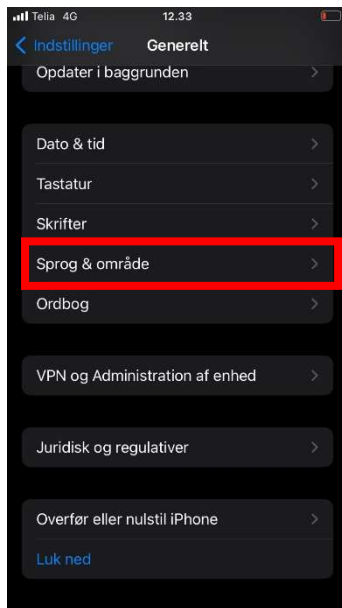 Telia 4G 12.33
Indstillinger Generelt
Opdater i baggrunden
Dato & tid
Tastatur
Skrifter
Sprog & område
Ordbog
VPN og Administration af enhed
Juridisk og regulativer
Overfør eller nulstil iPhone
Luk ned